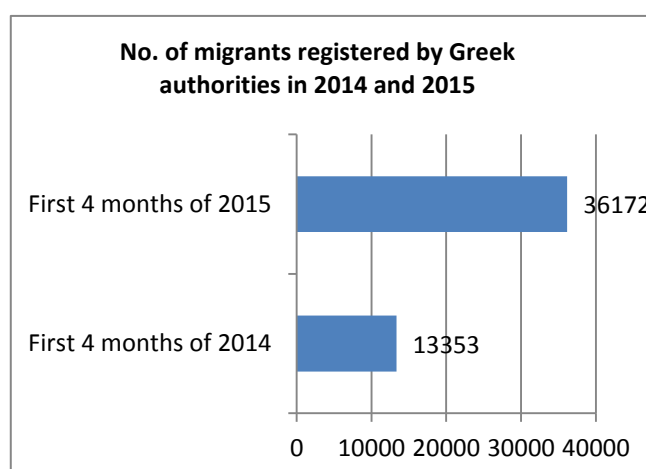 No. of migrants registered by Greek
authorities in 2014 and 2015
First 4 months of 2015
36172
First 4 months of 2014
13353
0 10000 20000 30000 40000